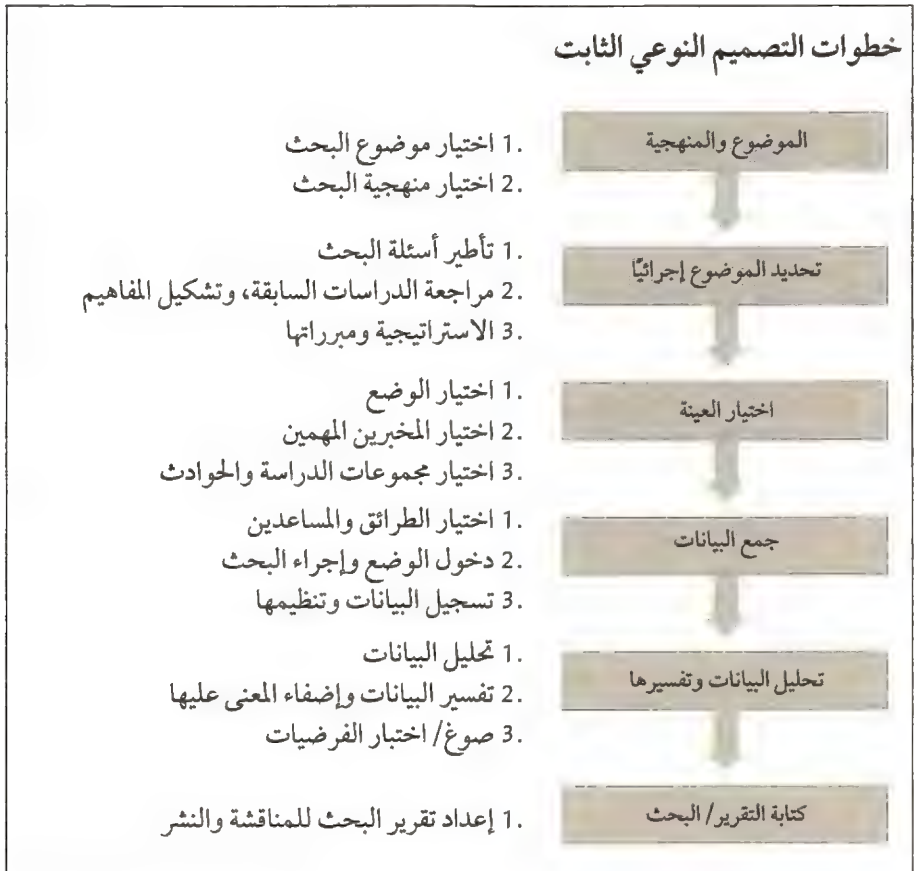 خطوات التصميم النوعي الثابت
الموضوع والمنهجية
1. اختيار موضوع البحث
2. اختيار منهجية البحث
تحديد الموضوع إجرائيًا
1. تأطير أسئلة البحث
2. مراجعة الدراسات السابقة، وتشكيل المفاهيم
3. الاستراتيجية ومبرراتها
اختيار العينة
1. اختيار الوضع
2. اختيار المخبرين المهمين
3. اختيار مجموعات الدراسة والحوادث
جمع البيانات
1. اختيار الطرائق والمساعدين
2. دخول الوضع وإجراء البحث
3. تسجيل البيانات وتنظيمها
تحليل البيانات وتفسيرها
1. تحليل البيانات
2. تفسير البيانات وإضفاء المعنى عليها
3. صوغ/ اختبار الفرضيات
كتابة التقرير/ البحث
1. إعداد تقرير البحث للمناقشة والنشر